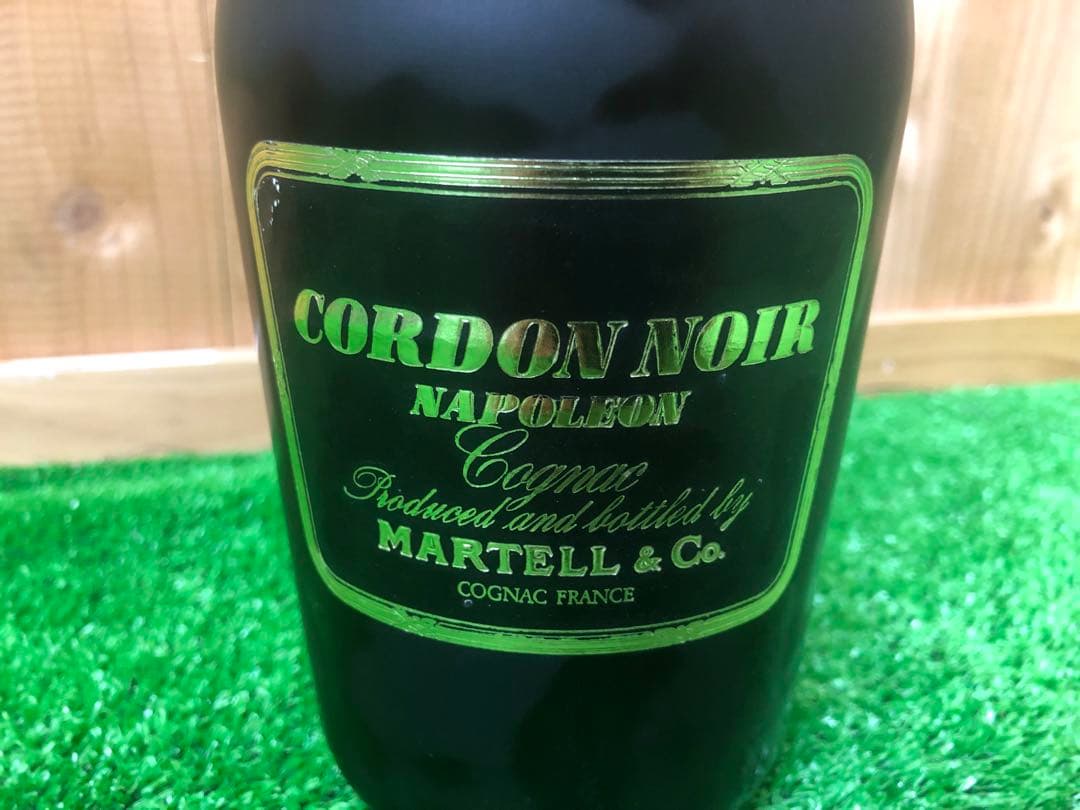 CORDON NOIR
NAPOLEON
Cognac
Produced and bottled by
MARTELL & Co.
COGNAC FRANCE